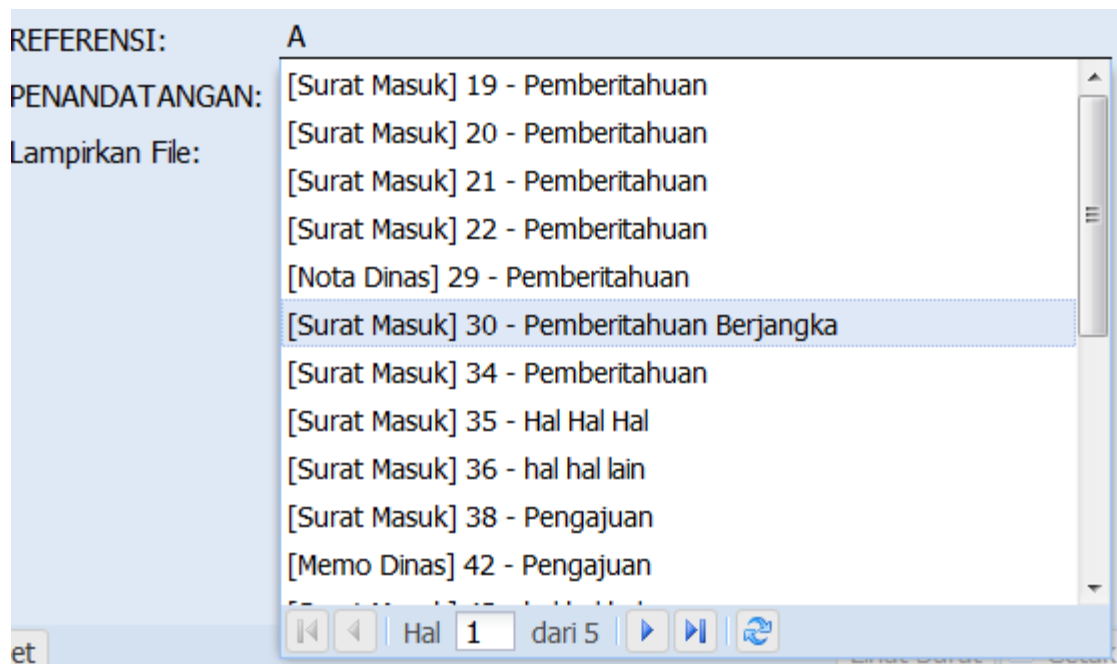 REFERENSI: A
PENANDATANGAN:
Lampirkan File:
[Surat Masuk] 19 - Pemberitahuan
[Surat Masuk] 20 - Pemberitahuan
[Surat Masuk] 21 - Pemberitahuan
[Surat Masuk] 22 - Pemberitahuan
[Nota Dinas] 29 - Pemberitahuan
[Surat Masuk] 30 - Pemberitahuan Berjangka
[Surat Masuk] 34 - Pemberitahuan
[Surat Masuk] 35 - Hal Hal Hal
[Surat Masuk] 36 - hal hal lain
[Surat Masuk] 38 - Pengajuan
[Memo Dinas] 42 - Pengajuan
Hal 1 dari 5
et